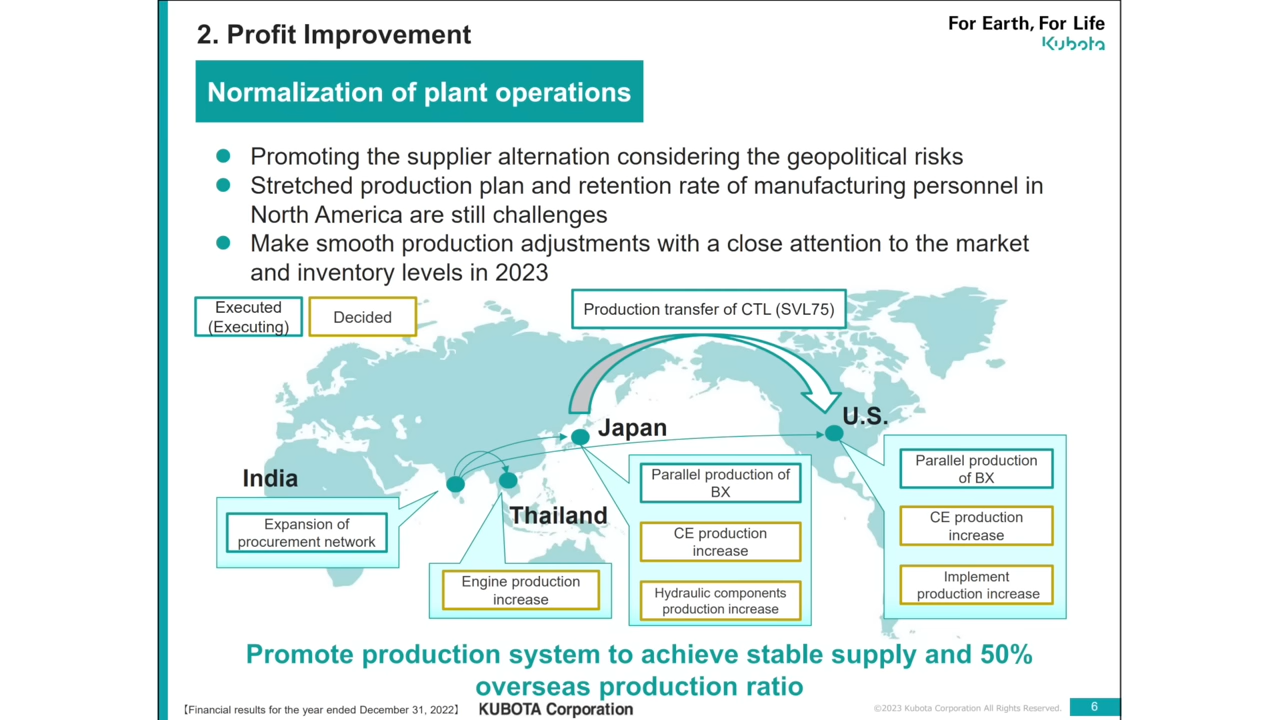 2. Profit Improvement
For Earth, For Life
Kubota
Normalization of plant operations
Promoting the supplier alternation considering the geopolitical risks
Stretched production plan and retention rate of manufacturing personnel in
North America are still challenges
Make smooth production adjustments with a close attention to the market
and inventory levels in 2023
Executed
(Executing)
Decided
Production transfer of CTL (SVL75)
U.S.
Japan
India
Thailand
Expansion of
procurement network
Engine production
increase
Parallel production of
BX
CE production
increase
Hydraulic components
production increase
Parallel production
of BX
CE production
increase
Implement
production increase
Promote production system to achieve stable supply and 50%
overseas production ratio
【Financial results for the year ended December 31, 2022】
KUBOTA Corporation
©2023 Kubota Corporation All Rights Reserved.
6